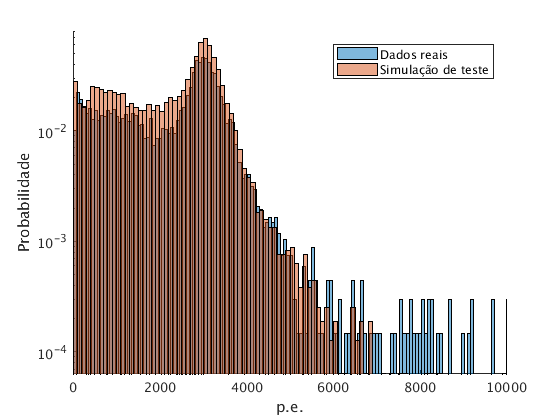 Dados reais
Simulação de teste
Probabilidade
10⁻²
10⁻³
10⁻⁴
0 2000 4000 6000 8000 10000
p.e.